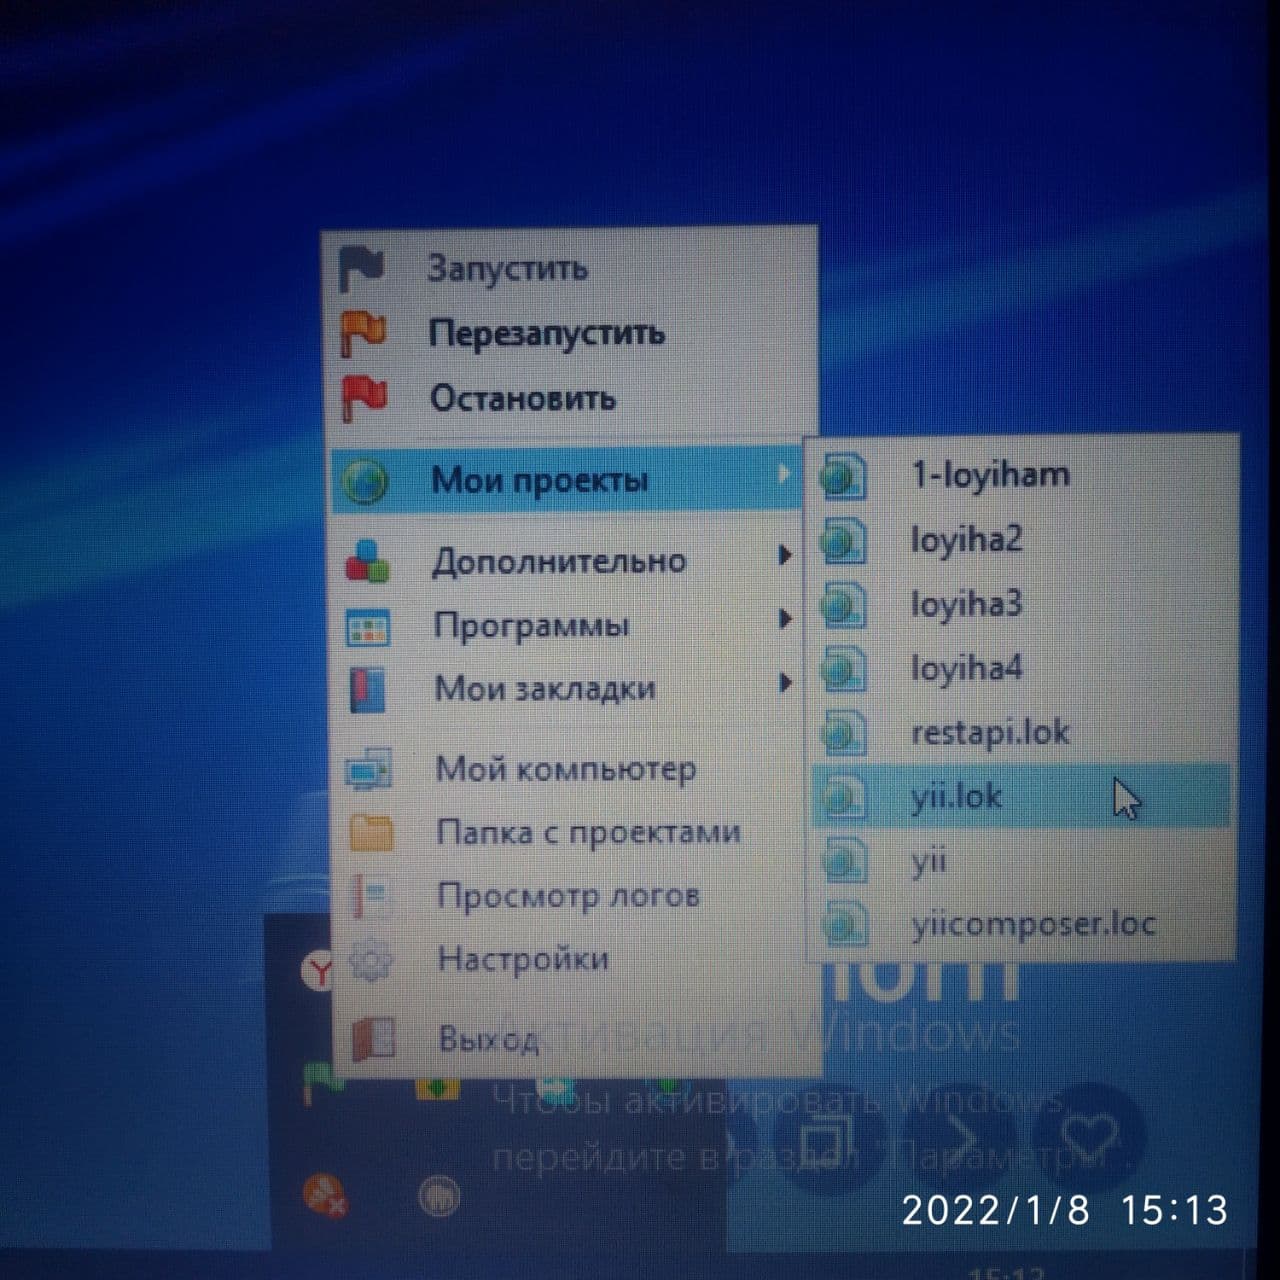 Запустить
Перезапустить
Остановить
Мои проекты
Дополнительно
Программы
Мои закладки
Мой компьютер
Папка с проектами
Просмотр логов
Настройки
Выход
1-loyiham
loyiha2
loyiha3
loyiha4
restapi.lok
yii.lok
yii
yiicomposer.loc
Y
Активация Windows
Чтобы активировать Windows,
перейдите в раздел "Параметры".
2022/1/8 15:13
15:13